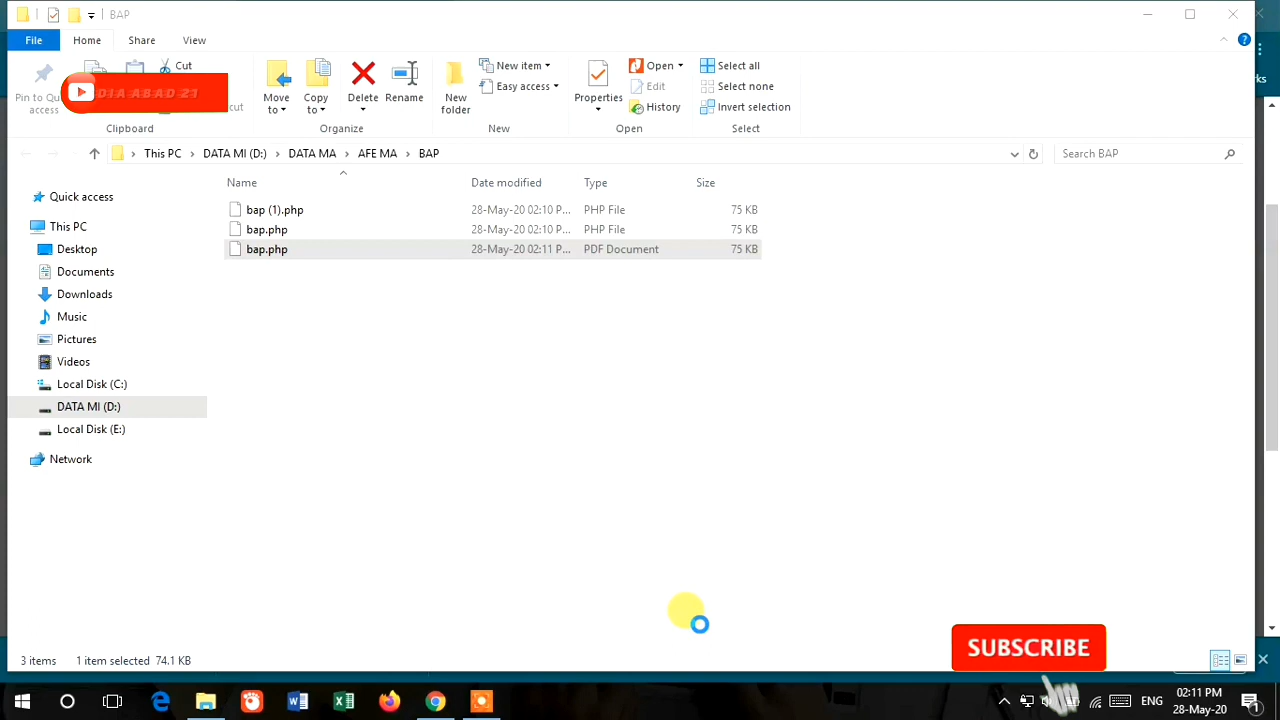 BAP
File Home Share View
Cut
Pin to Qu
access
Clipboard
Move
to
Copy
to
Delete
Rename
Organize
New
folder
New item
Easy access
New
Properties
Open
Edit
History
Open
Select all
Select none
Invert selection
Select
DIA ABAD 21
This PC > DATA MI (D:) > DATA MA > AFE MA > BAP
Search BAP
Name Date modified Type Size
bap (1).php 28-May-20 02:10 P... PHP File 75 KB
bap.php 28-May-20 02:10 P... PHP File 75 KB
bap.php 28-May-20 02:11 P... PDF Document 75 KB
Quick access
This PC
Desktop
Documents
Downloads
Music
Pictures
Videos
Local Disk (C:)
DATA MI (D:)
Local Disk (E:)
Network
SUBSCRIBE
3 items 1 item selected 74.1 KB
ENG
02:11 PM
28-May-20